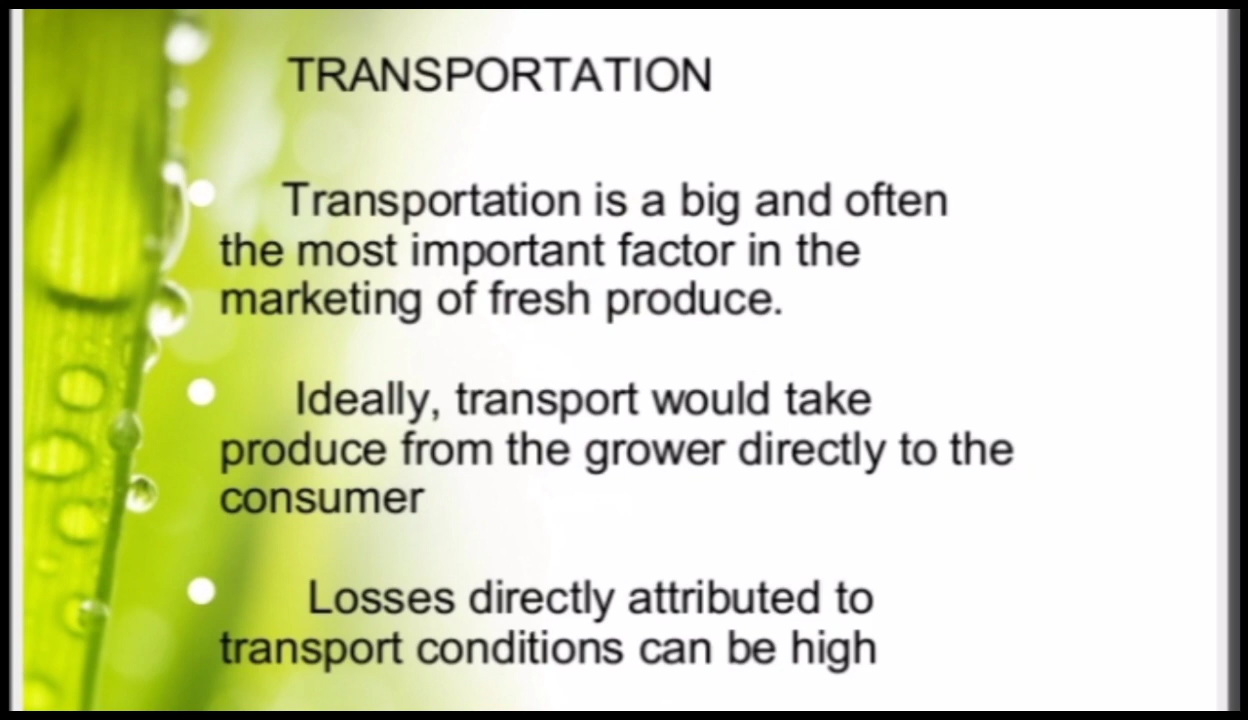 TRANSPORTATION
Transportation is a big and often
the most important factor in the
marketing of fresh produce.
Ideally, transport would take
produce from the grower directly to the
consumer
Losses directly attributed to
transport conditions can be high